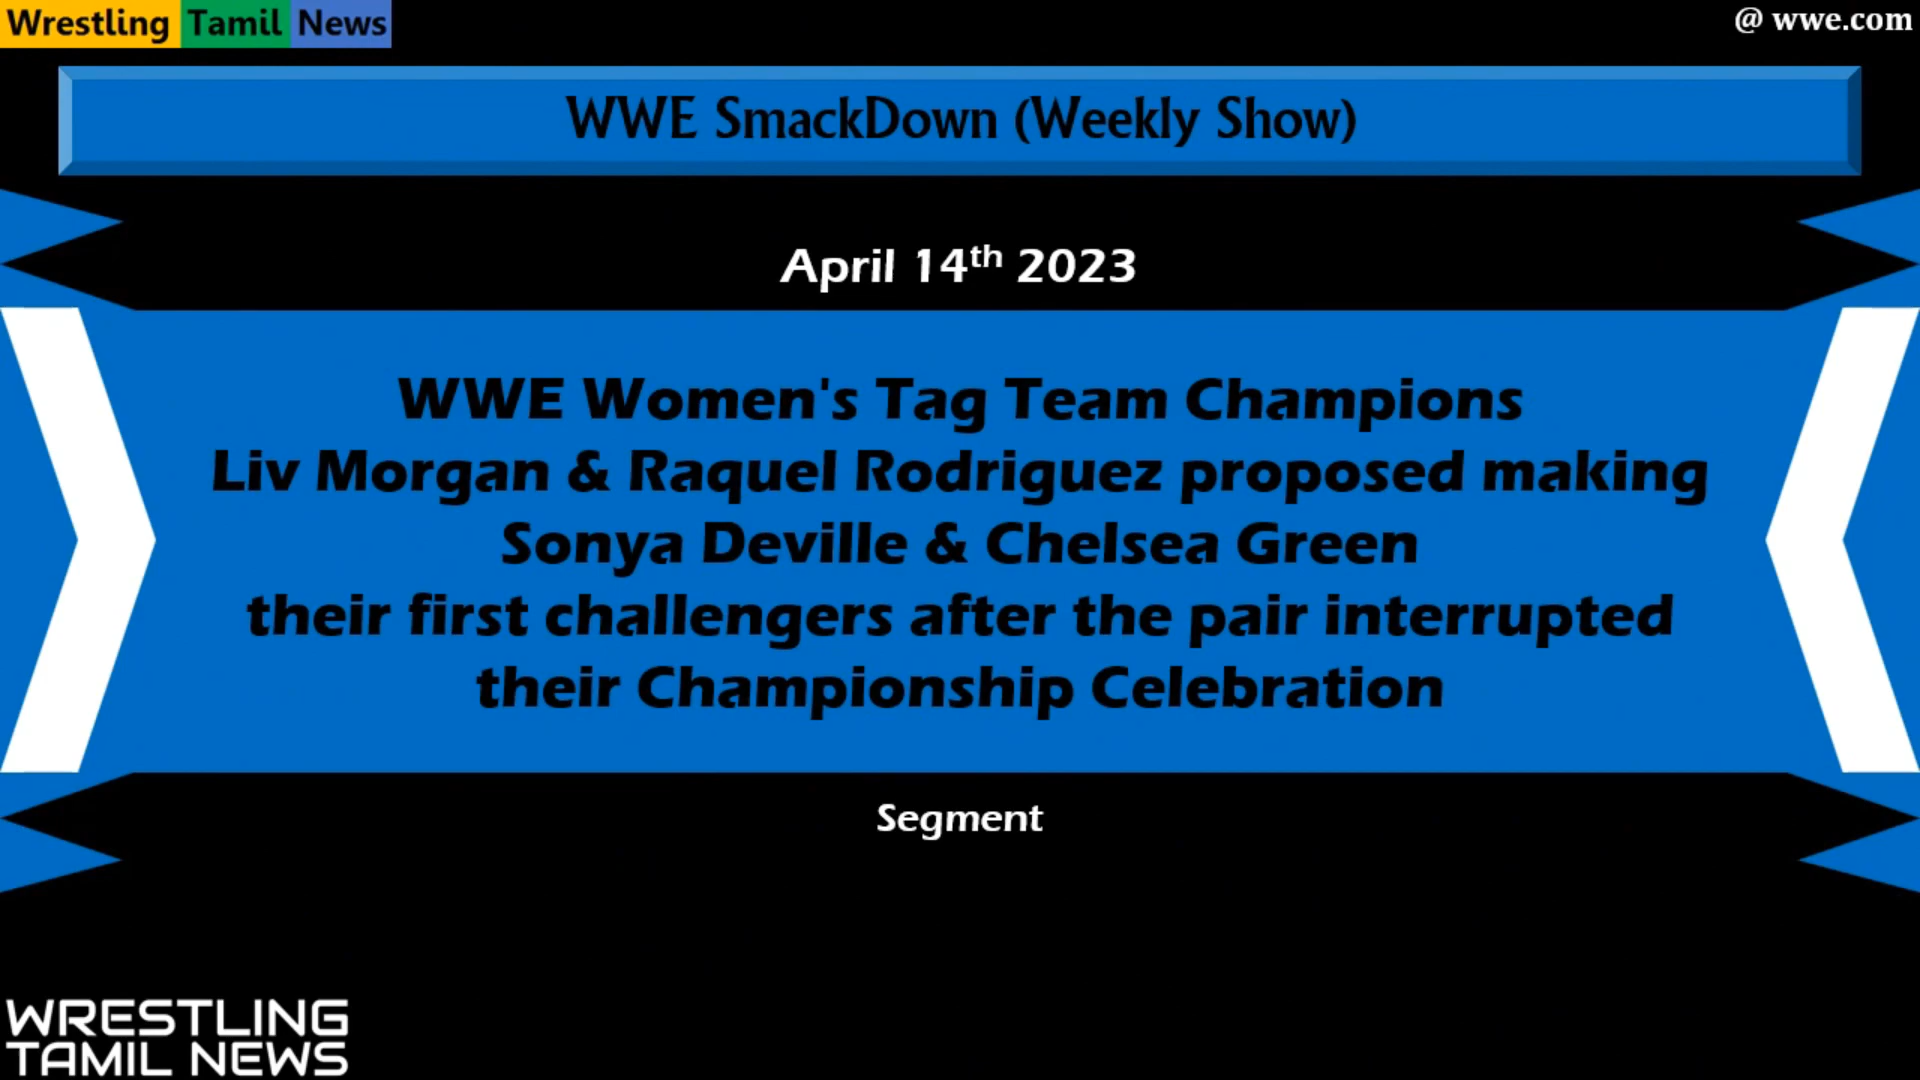 Wrestling Tamil News
@ wwe.com
WWE SmackDown (Weekly Show)
April 14th 2023
WWE Women's Tag Team Champions
Liv Morgan & Raquel Rodriguez proposed making
Sonya Deville & Chelsea Green
their first challengers after the pair interrupted
their Championship Celebration
Segment
WRESTLING
TAMIL NEWS